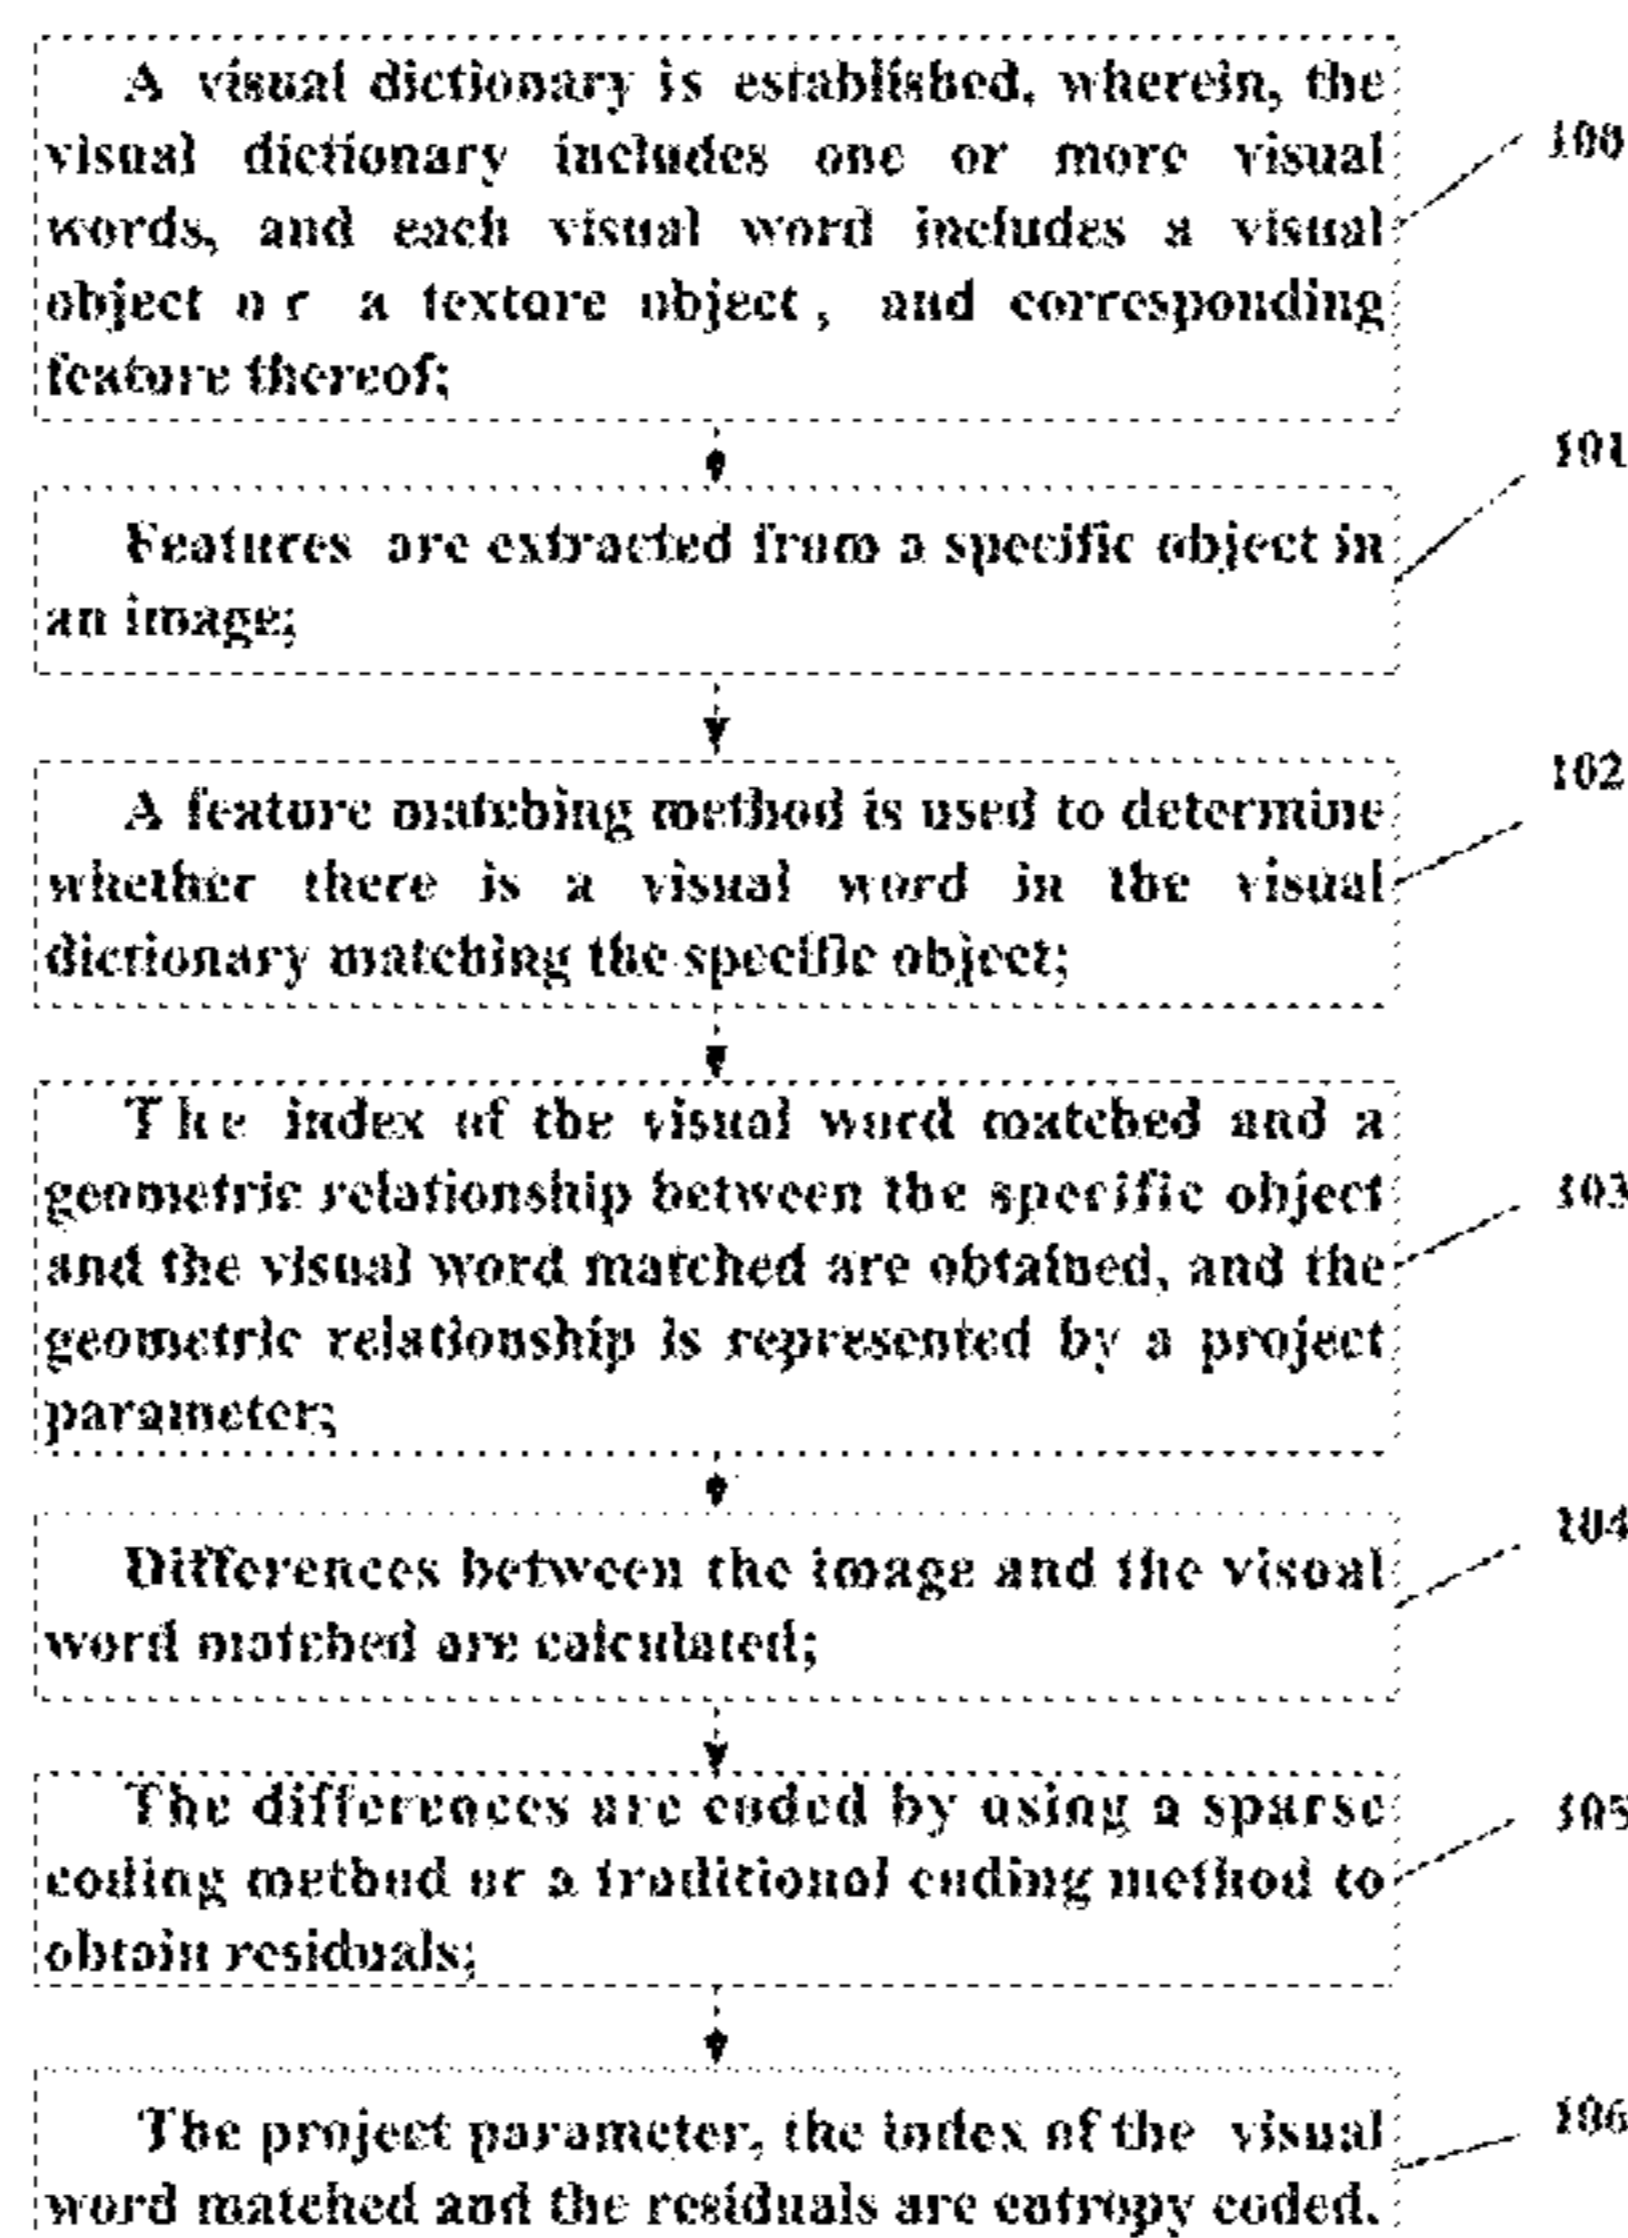 A visual dictionary is established, wherein, the
visual dictionary includes one or more visual
words, and each visual word includes a visual
object or a texture object, and corresponding
feature thereof;
100
101
Features are extracted from a specific object in
an image;
102
A feature matching method is used to determine
whether there is a visual word in the visual
dictionary matching the specific object;
The index of the visual word matched and a
geometric relationship between the specific object
and the visual word matched are obtained, and the
geometric relationship is represented by a project
parameter;
103
104
Differences between the image and the visual
word matched are calculated;
The differences are coded by using a sparse
coding method or a traditional coding method to
obtain residuals;
105
The project parameter, the index of the visual
word matched and the residuals are entropy coded.
106